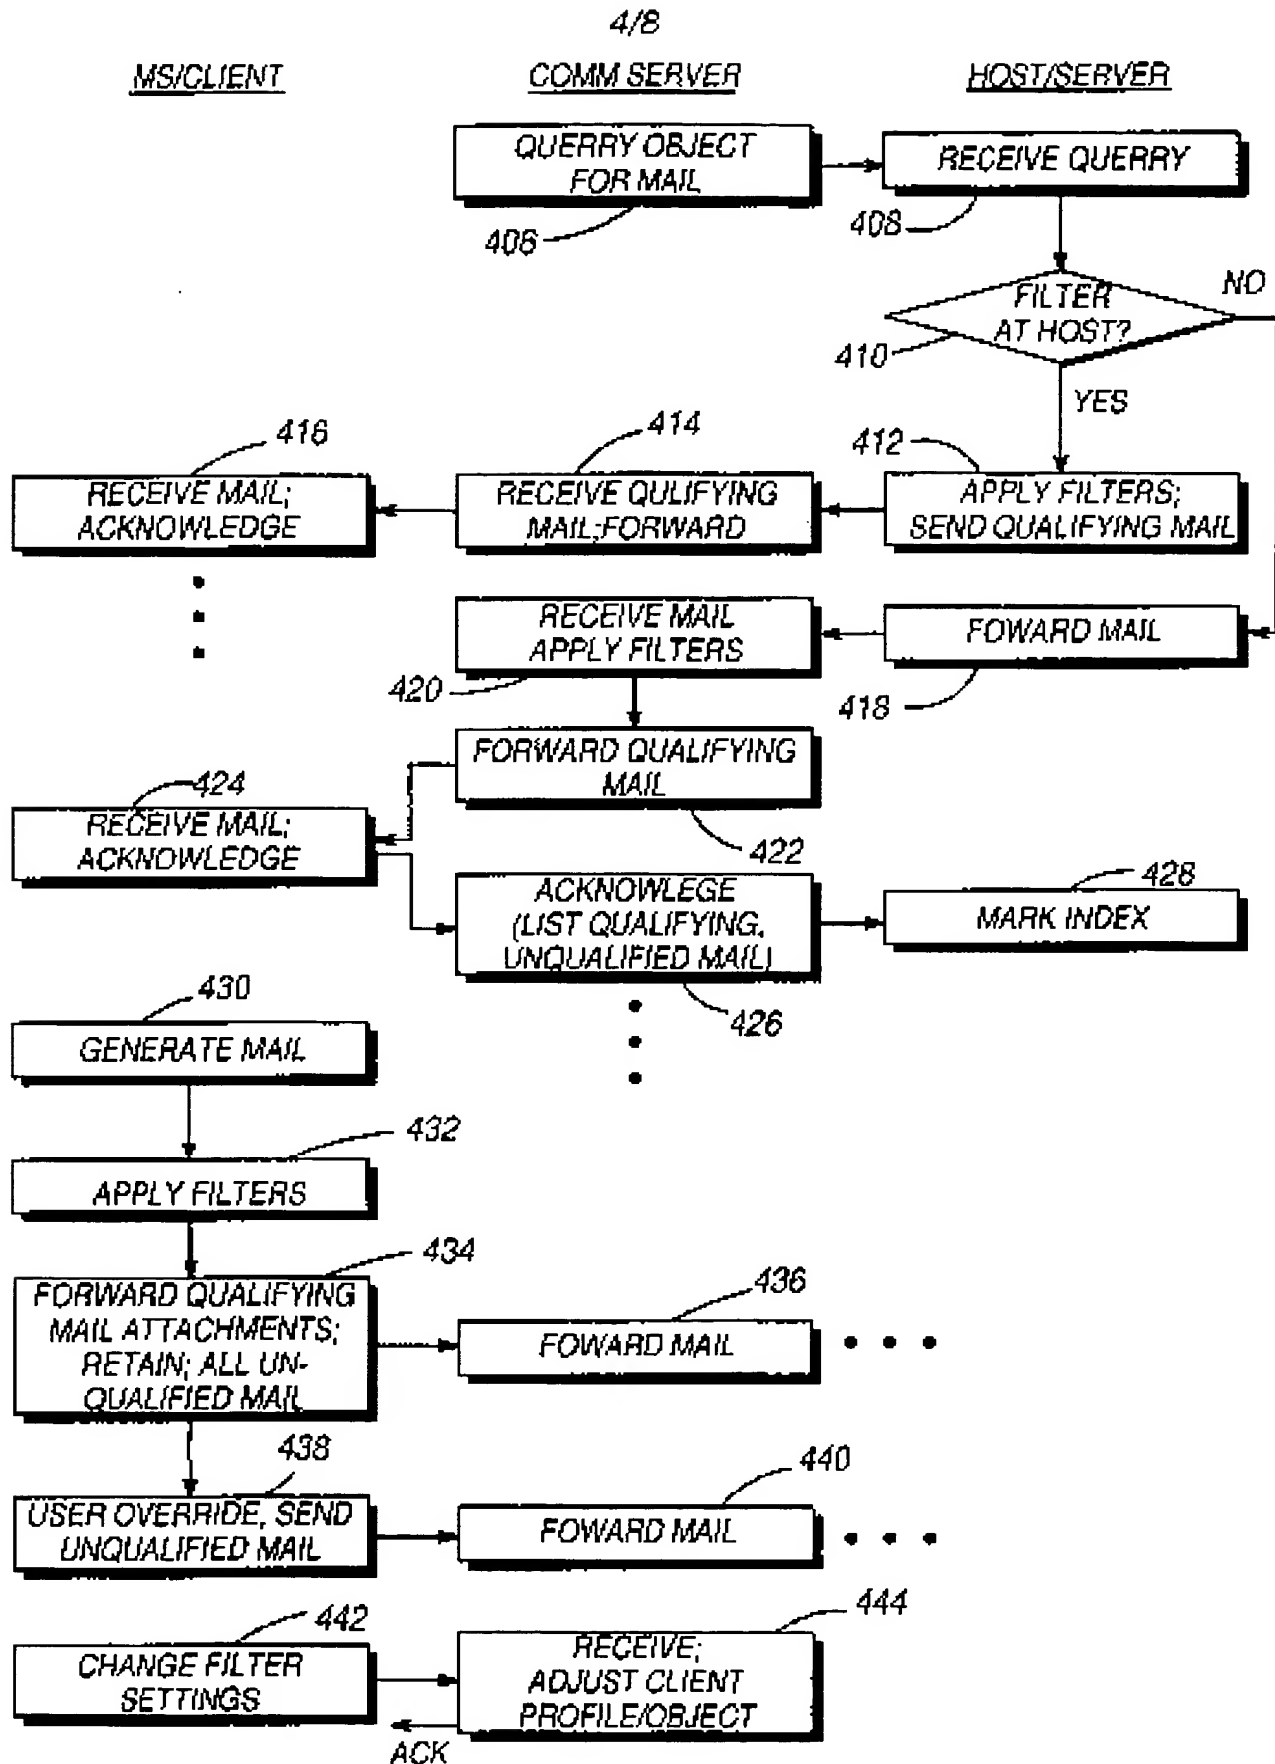 4/8
MS/CLIENT
COMM SERVER
HOST/SERVER
QUERRY OBJECT
FOR MAIL
406
RECEIVE QUERRY
408
FILTER
AT HOST?
410
NO
YES
412
APPLY FILTERS;
SEND QUALIFYING MAIL
414
RECEIVE QULIFYING
MAIL;FORWARD
416
RECEIVE MAIL;
ACKNOWLEDGE
FOWARD MAIL
418
RECEIVE MAIL
APPLY FILTERS
420
FORWARD QUALIFYING
MAIL
422
424
RECEIVE MAIL;
ACKNOWLEDGE
ACKNOWLEGE
(LIST QUALIFYING,
UNQUALIFIED MAIL)
426
428
MARK INDEX
430
GENERATE MAIL
432
APPLY FILTERS
434
FORWARD QUALIFYING
MAIL ATTACHMENTS;
RETAIN; ALL UN-
QUALIFIED MAIL
436
FOWARD MAIL
438
USER OVERRIDE, SEND
UNQUALIFIED MAIL
440
FOWARD MAIL
442
CHANGE FILTER
SETTINGS
444
RECEIVE;
ADJUST CLIENT
PROFILE/OBJECT
ACK